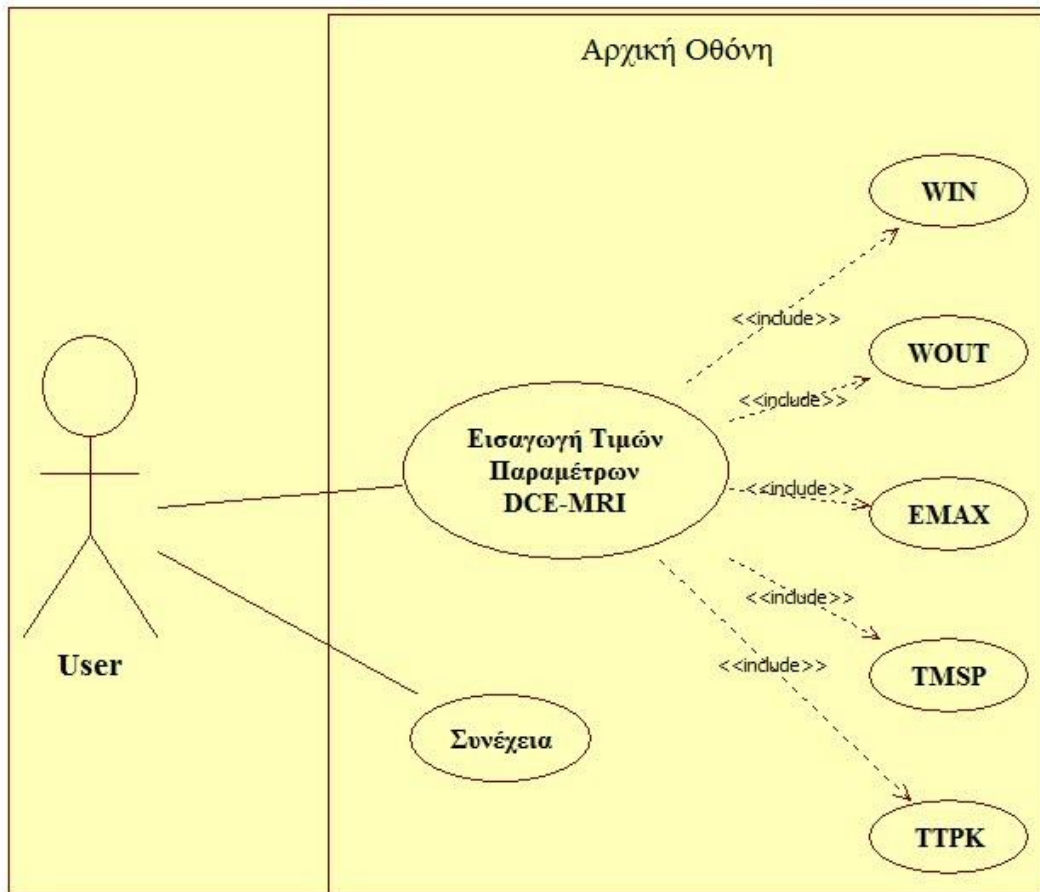 Αρχική Οθόνη
WIN
<<include>>
WOUT
<<include>>
Εισαγωγή Τιμών
Παραμέτρων
DCE-MRI
<<include>>
EMAX
<<include>>
<<include>>
TMSP
User
Συνέχεια
TTPK